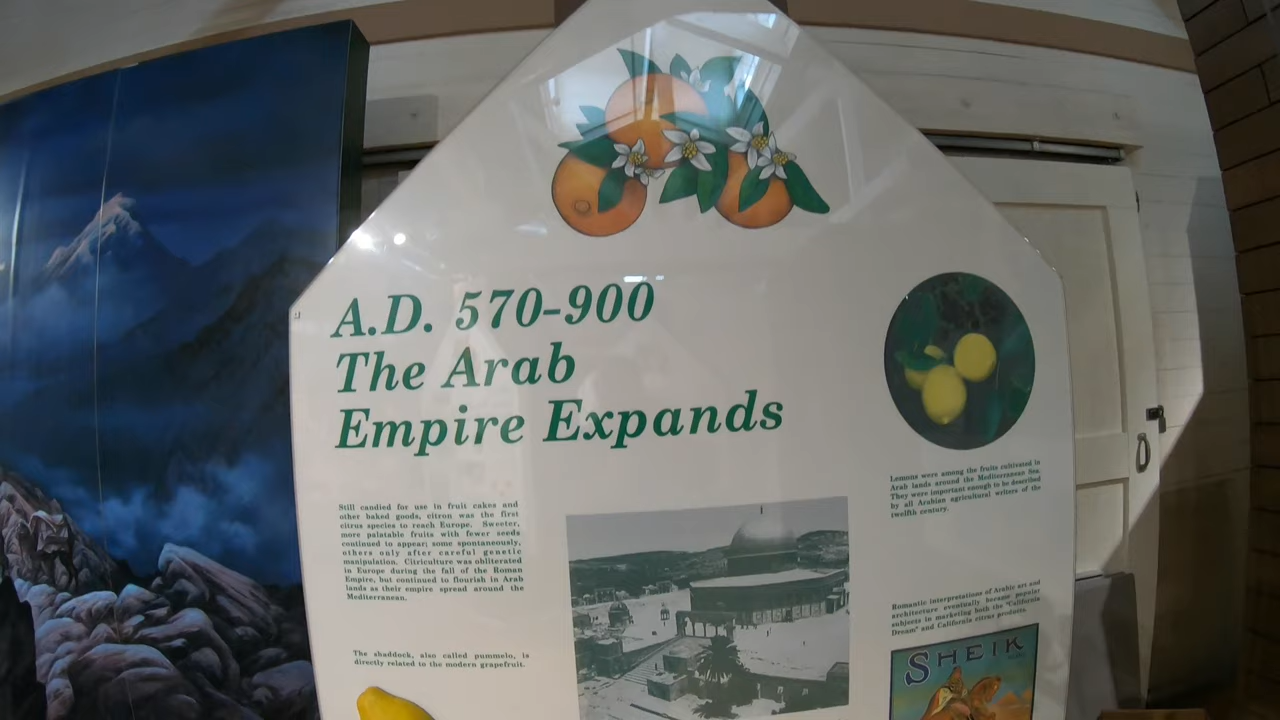 A.D. 570-900
The Arab
Empire Expands
Still candied for use in fruit cakes and
other baked goods, citron was the first
citrus species to reach Europe. Sweeter,
more palatable fruits with fewer seeds
continued to appear; some spontaneously,
others only after careful genetic
manipulation. Citriculture was obliterated
in Europe during the fall of the Roman
Empire, but continued to flourish in Arab
lands as their empire spread around the
Mediterranean.
The shaddock, also called pummelo, is
directly related to the modern grapefruit.
Lemons were among the fruits cultivated in
Arab lands around the Mediterranean Sea.
They were important enough to be described
by all Arabian agricultural writers of the
twelfth century.
Romantic interpretations of Arabic art and
architecture eventually became popular
subjects in marketing both the "California
Dream" and California citrus products.
SHEIK